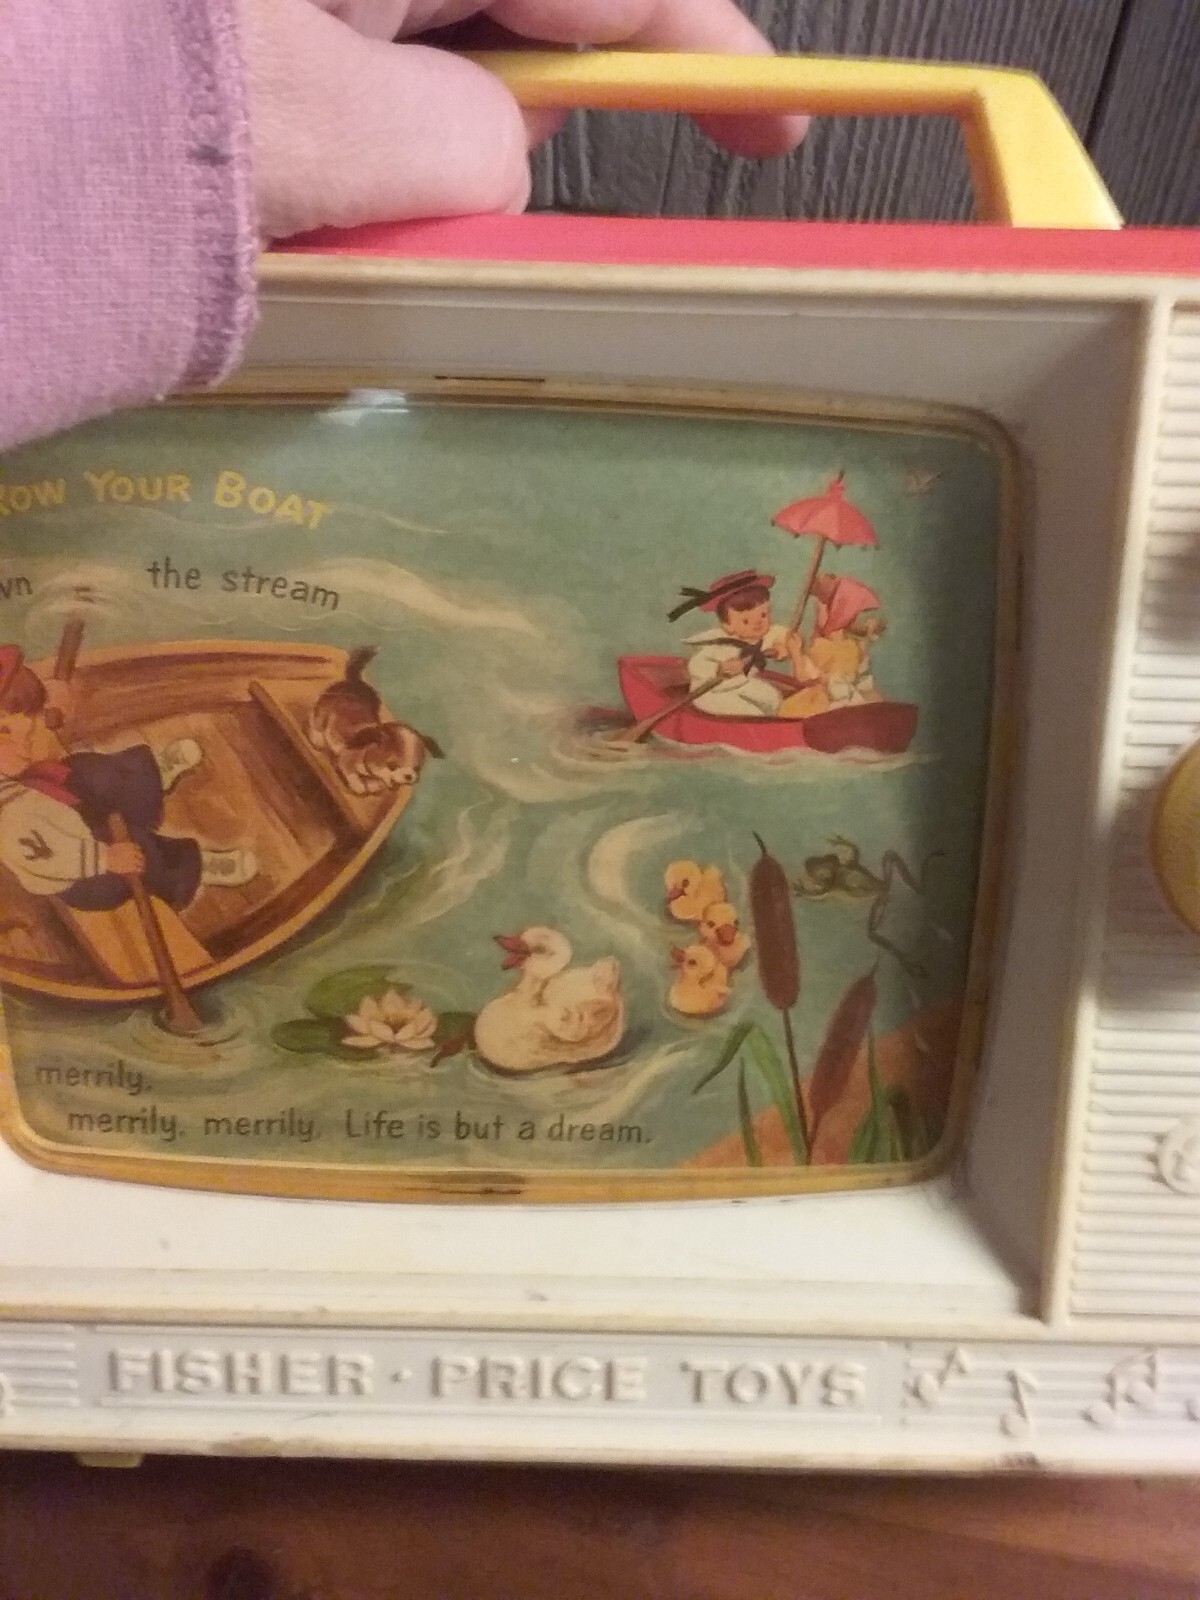 ROW YOUR BOAT
the stream
merrily,
merrily, merrily, Life is but a dream.
FISHER·PRICE TOYS